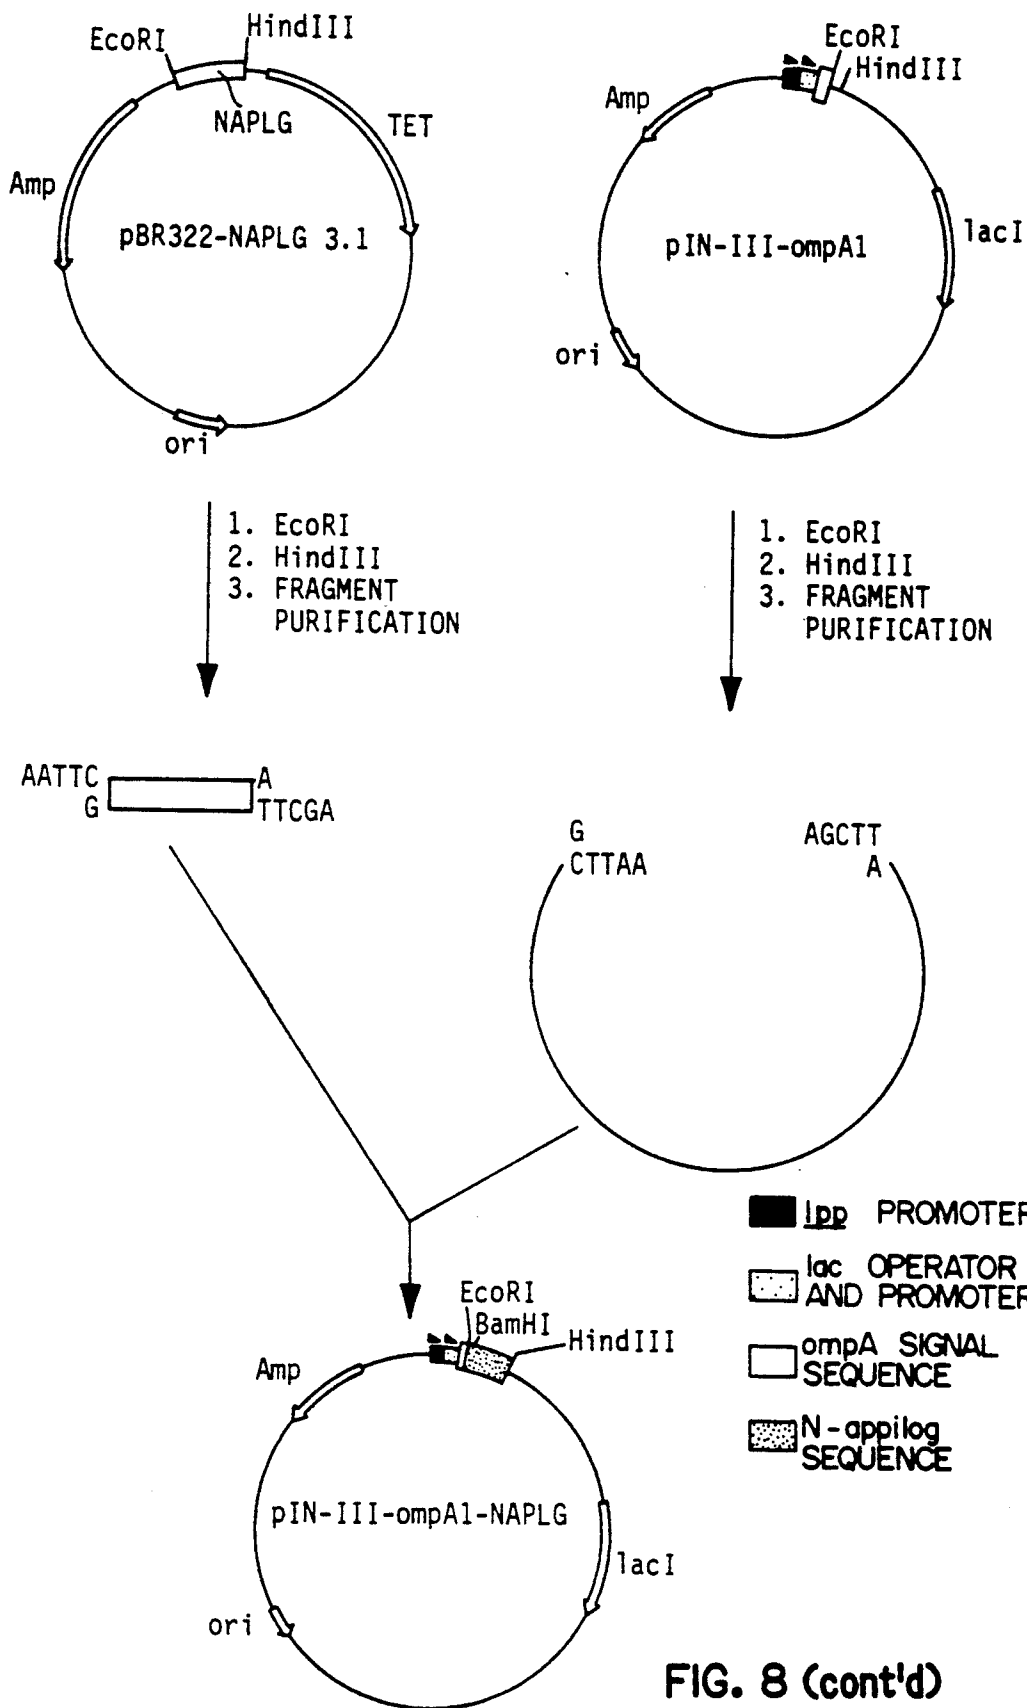 EcoRI
HindIII
NAPLG
TET
Amp
pBR322-NAPLG 3.1
ori
EcoRI
HindIII
Amp
lacI
pIN-III-ompA1
ori
1. EcoRI
2. HindIII
3. FRAGMENT
PURIFICATION
1. EcoRI
2. HindIII
3. FRAGMENT
PURIFICATION
AATTC
G
A
TTCGA
G
CTTAA
AGCTT
A
lpp PROMOTER
lac OPERATOR
AND PROMOTER
ompA SIGNAL
SEQUENCE
N-appilog
SEQUENCE
EcoRI
BamHI
HindIII
Amp
pIN-III-ompA1-NAPLG
lacI
ori
FIG. 8 (cont'd)